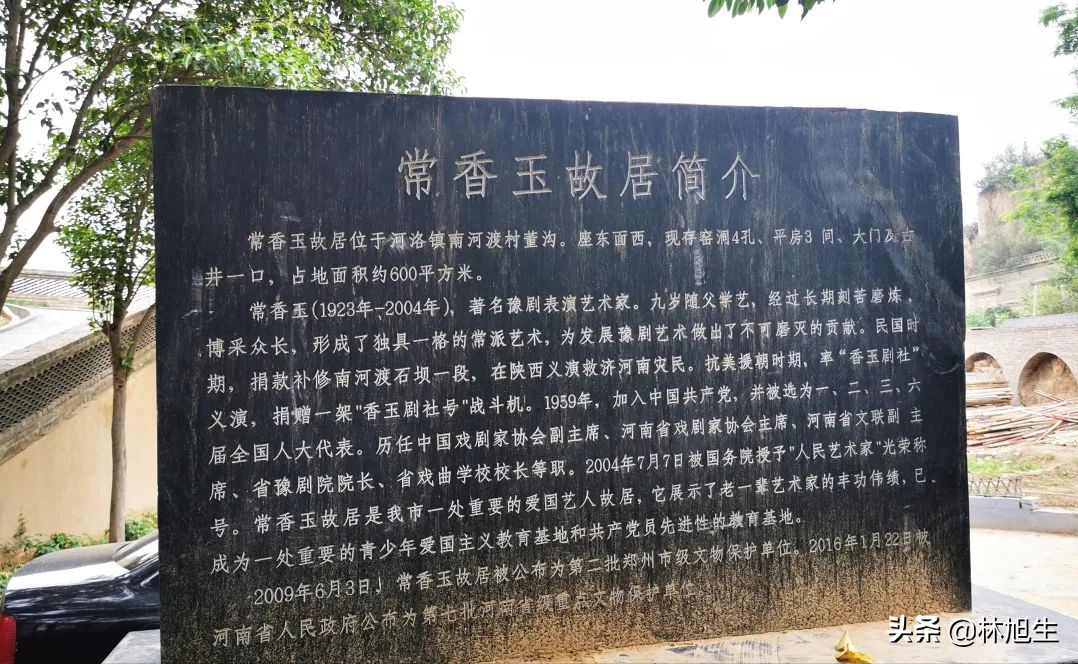 常香玉故居简介
常香玉故居位于河洛镇南河渡村董沟。座东面西，现存窑洞4孔、平房3 间、大门及古
井一口，占地面积约600平方米。
常香玉(1923年-2004年)，著名豫剧表演艺术家。九岁随父学艺，经过长期刻苦磨炼，
博采众长，形成了独具一格的常派艺术，为发展豫剧艺术做出了不可磨灭的贡献。民国时
期，捐款补修南河渡石坝一段，在陕西义演救济河南灾民。抗美援朝时期，率“香玉剧社”
义演，捐赠一架"香玉剧社号"战斗机。1959年，加入中国共产党，并被选为一、二、三、六
届全国人大代表。历任中国戏剧家协会副主席、河南省戏剧家协会主席、河南省文联副 主
席、省豫剧院院长、省戏曲学校校长等职。2004年7月7日被国务院授予"人民艺术家"光荣称
号。常香玉故居是我市一处重要的爱国艺人故居，它展示了老一辈艺术家的丰功伟绩，已
成为一处重要的青少年爱国主义教育基地和共产党员先进性的教育基地。
2009年6月3日，常香玉故居被公布为第二批郑州市级文物保护单位。2016年1月22日被
河南省人民政府公布为第七批河南省级重点文物保护单位。
头条 @林旭生